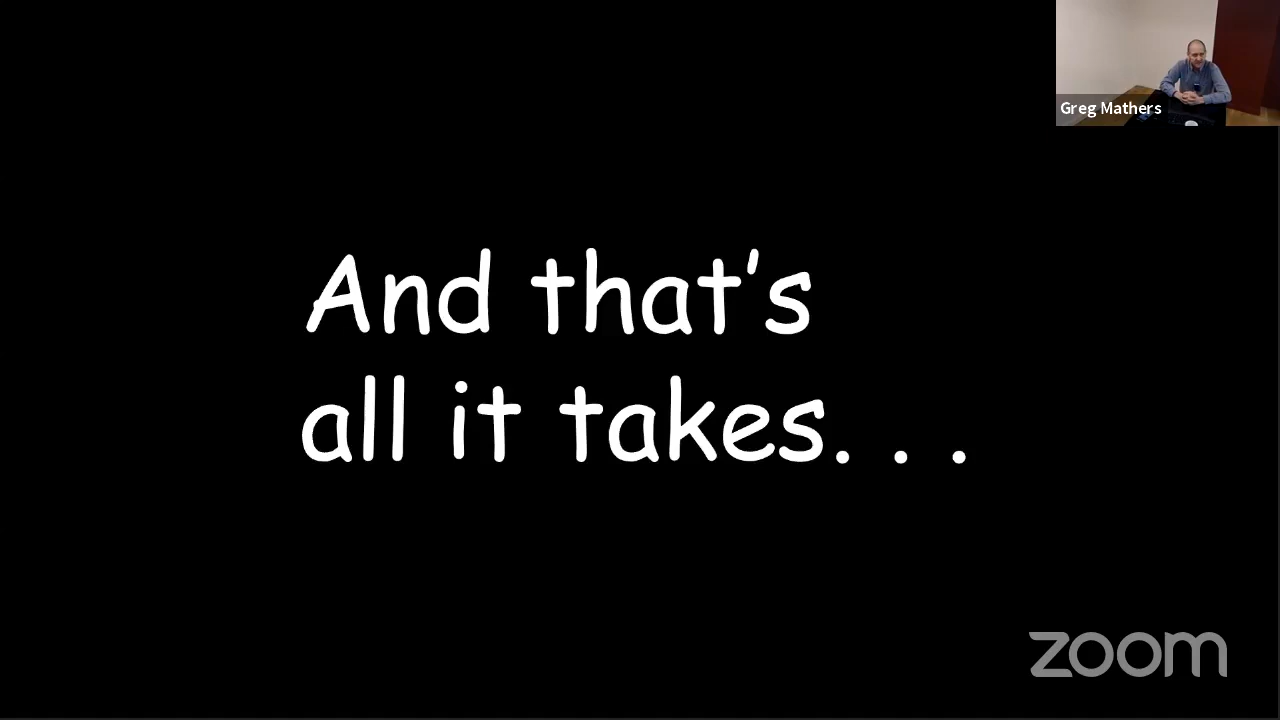 Greg Mathers
And that’s
all it takes. . .
zoom